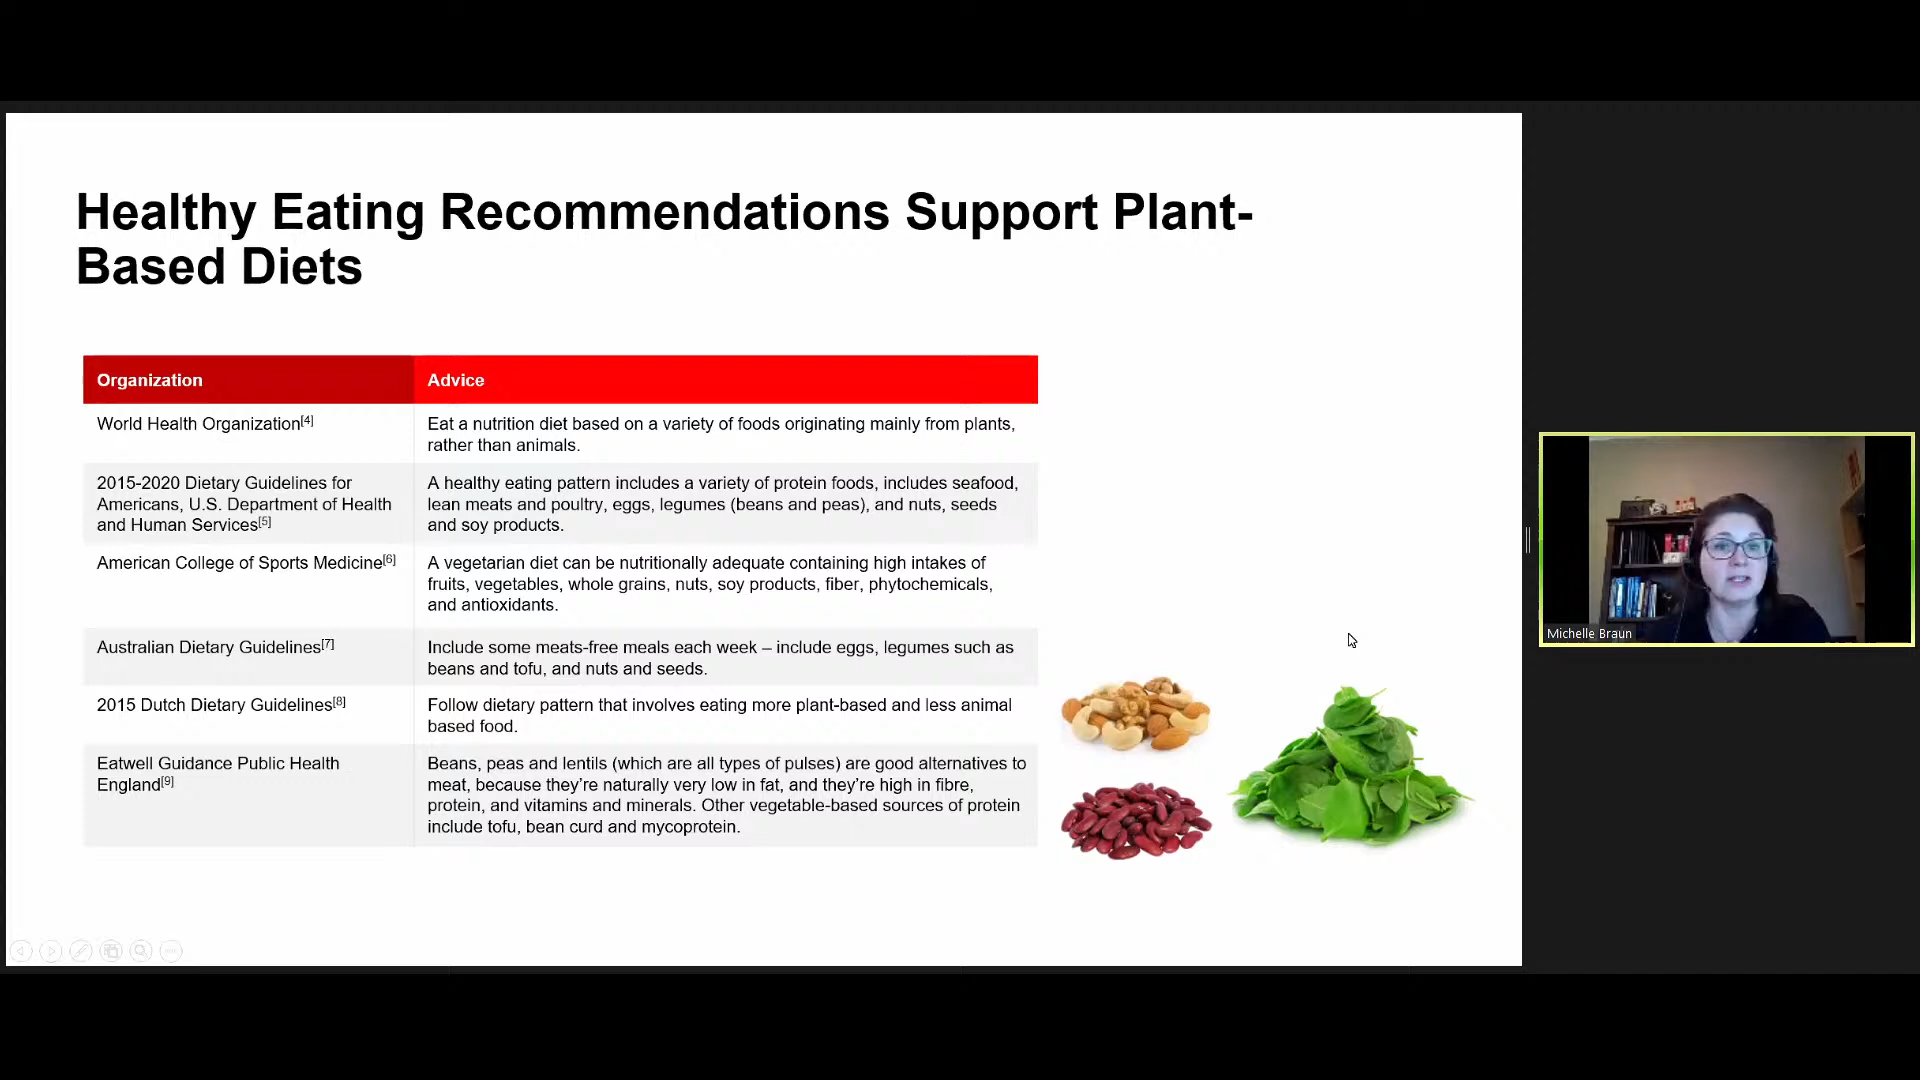 Healthy Eating Recommendations Support Plant-
Based Diets
Organization
Advice
World Health Organization[4]
Eat a nutrition diet based on a variety of foods originating mainly from plants,
rather than animals.
2015-2020 Dietary Guidelines for
Americans, U.S. Department of Health
and Human Services[5]
A healthy eating pattern includes a variety of protein foods, includes seafood,
lean meats and poultry, eggs, legumes (beans and peas), and nuts, seeds
and soy products.
American College of Sports Medicine[6]
A vegetarian diet can be nutritionally adequate containing high intakes of
fruits, vegetables, whole grains, nuts, soy products, fiber, phytochemicals,
and antioxidants.
Australian Dietary Guidelines[7]
Include some meats-free meals each week – include eggs, legumes such as
beans and tofu, and nuts and seeds.
2015 Dutch Dietary Guidelines[8]
Follow dietary pattern that involves eating more plant-based and less animal
based food.
Eatwell Guidance Public Health
England[9]
Beans, peas and lentils (which are all types of pulses) are good alternatives to
meat, because they’re naturally very low in fat, and they’re high in fibre,
protein, and vitamins and minerals. Other vegetable-based sources of protein
include tofu, bean curd and mycoprotein.
Michelle Braun